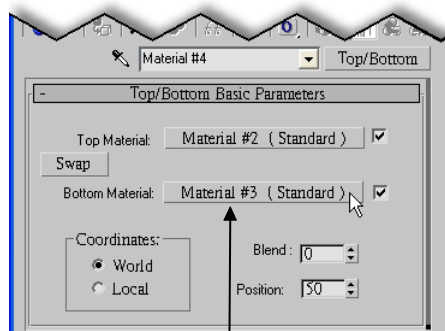 Material #4 Top/Bottom
- Top/Bottom Basic Parameters
Top Material: Material #2 ( Standard )
Swap
Bottom Material: Material #3 ( Standard )
Coordinates:
World
Local
Blend : 0
Position: 50